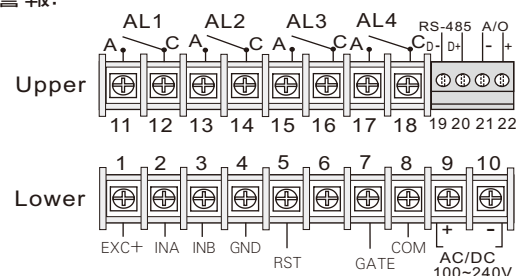 警報:
AL1 AL2 AL3 AL4 RS-485 A/O
A C A C A C A C D- D+ - +
Upper
11 12 13 14 15 16 17 18 19 20 21 22
1 2 3 4 5 6 7 8 9 10
Lower
+ -
EXC+ INA INB GND RST GATE COM AC/DC
100~240V